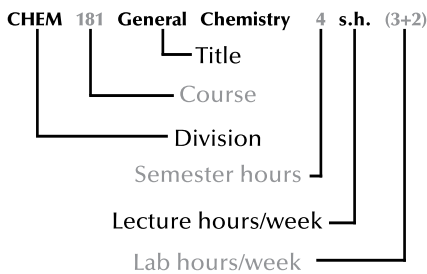 CHEM 181 General Chemistry 4 s.h. (3+2)
Title
Course
Division
Semester hours
Lecture hours/week
Lab hours/week